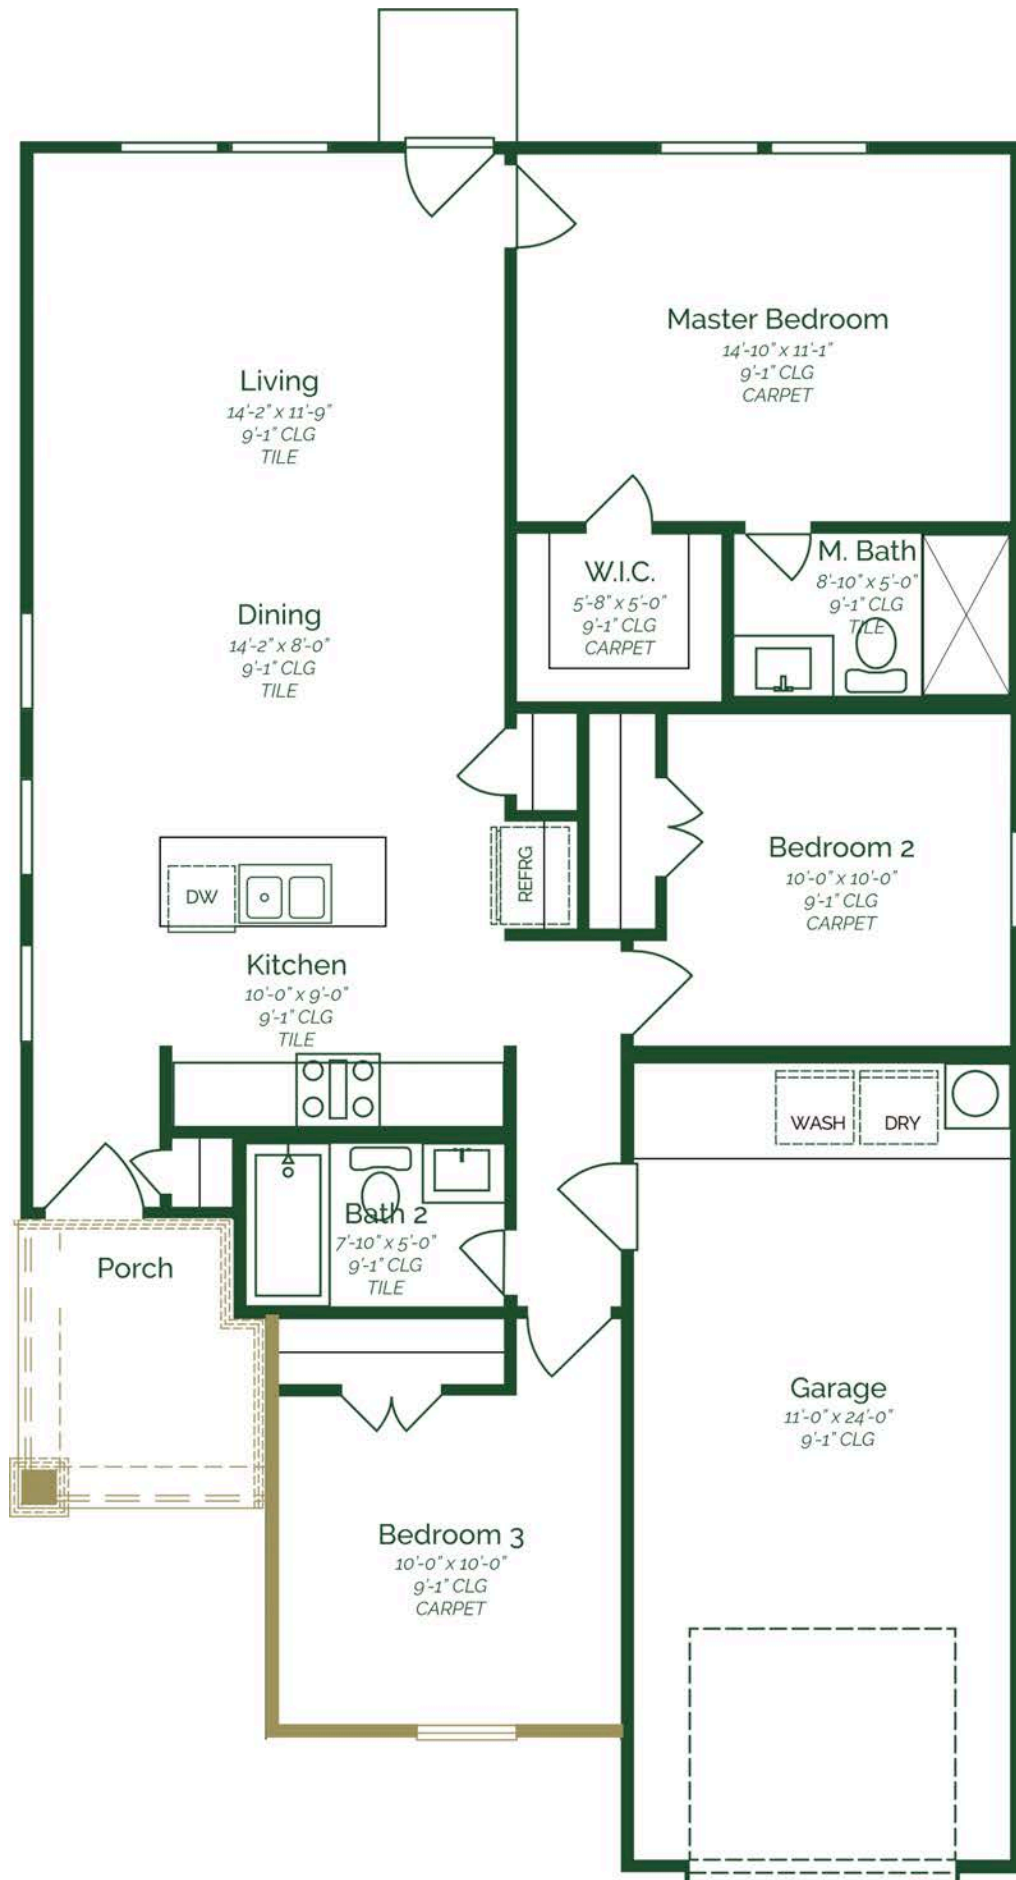 Master Bedroom
14'-10" x 11'-1"
9'-1" CLG
CARPET
Living
14'-2" x 11'-9"
9'-1" CLG
TILE
M. Bath
8'-10" x 5'-0"
9'-1" CLG
TILE
W.I.C.
5'-8" x 5'-0"
9'-1" CLG
CARPET
Dining
14'-2" x 8'-0"
9'-1" CLG
TILE
Bedroom 2
10'-0" x 10'-0"
9'-1" CLG
CARPET
REFRG
DW
Kitchen
10'-0" x 9'-0"
9'-1" CLG
TILE
WASH
DRY
Bath 2
7'-10" x 5'-0"
9'-1" CLG
TILE
Porch
Garage
11'-0" x 24'-0"
9'-1" CLG
Bedroom 3
10'-0" x 10'-0"
9'-1" CLG
CARPET